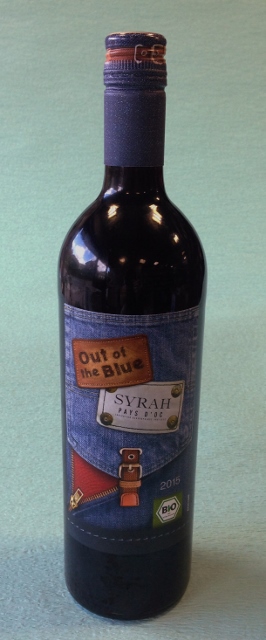 Out of
the Blue
SYRAH
PAYS D'OC
2015
BIO